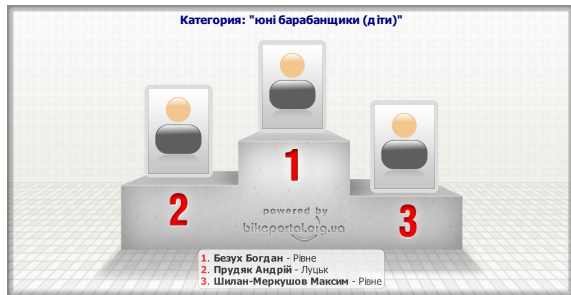 Категория: "юні барабанщики (діти)"
1
2
3
powered by
bikeportal.org.ua
1. Безух Богдан - Рівне
2. Прудяк Андрій - Луцьк
3. Шилан-Меркушов Максим - Рівне